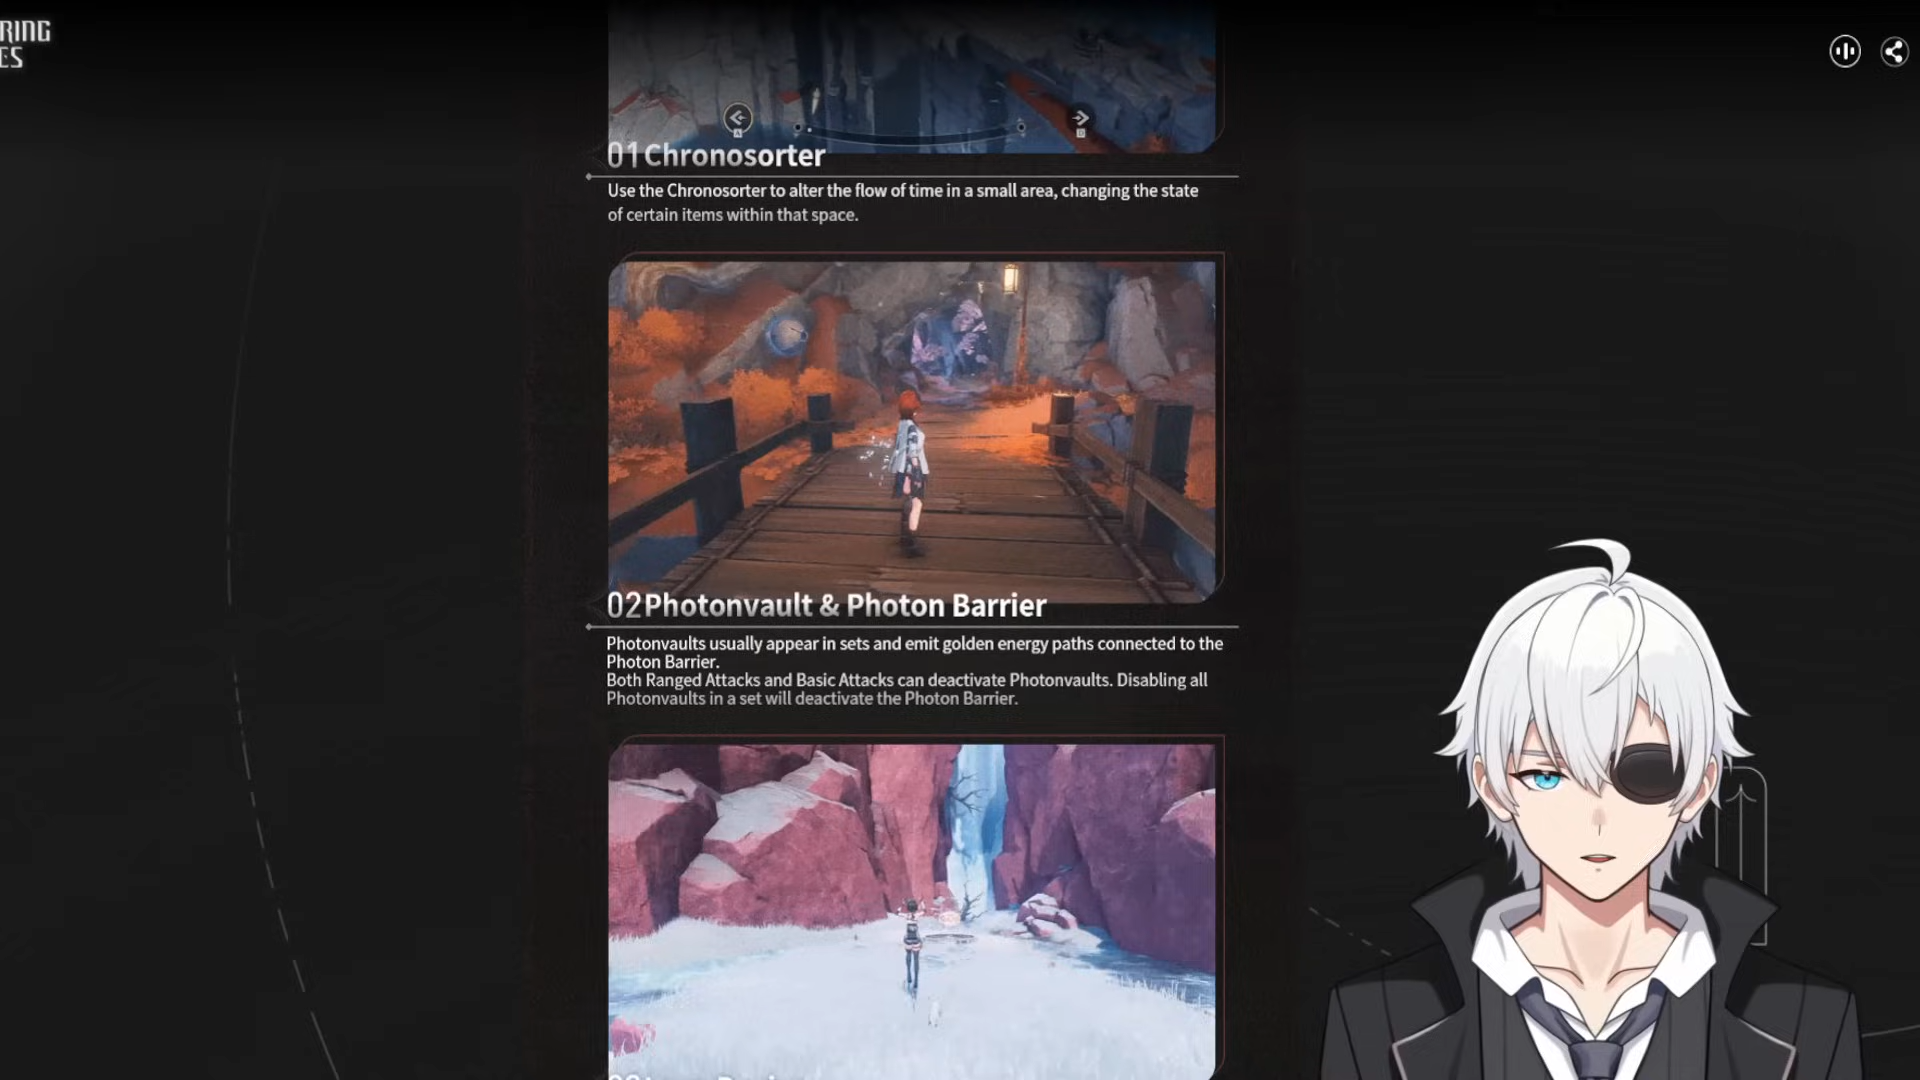 RING
ES
A
D
01 Chronosorter
Use the Chronosorter to alter the flow of time in a small area, changing the state
of certain items within that space.
02 Photonvault & Photon Barrier
Photonvaults usually appear in sets and emit golden energy paths connected to the
Photon Barrier.
Both Ranged Attacks and Basic Attacks can deactivate Photonvaults. Disabling all
Photonvaults in a set will deactivate the Photon Barrier.